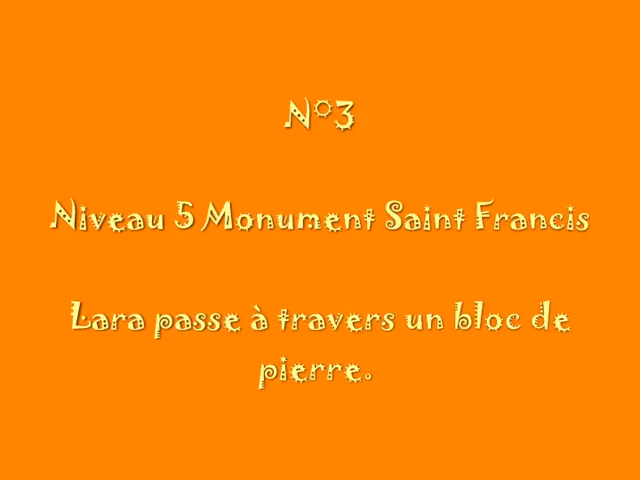 N°3
Niveau 5 Monument Saint Francis
Lara passe à travers un bloc de
pierre.